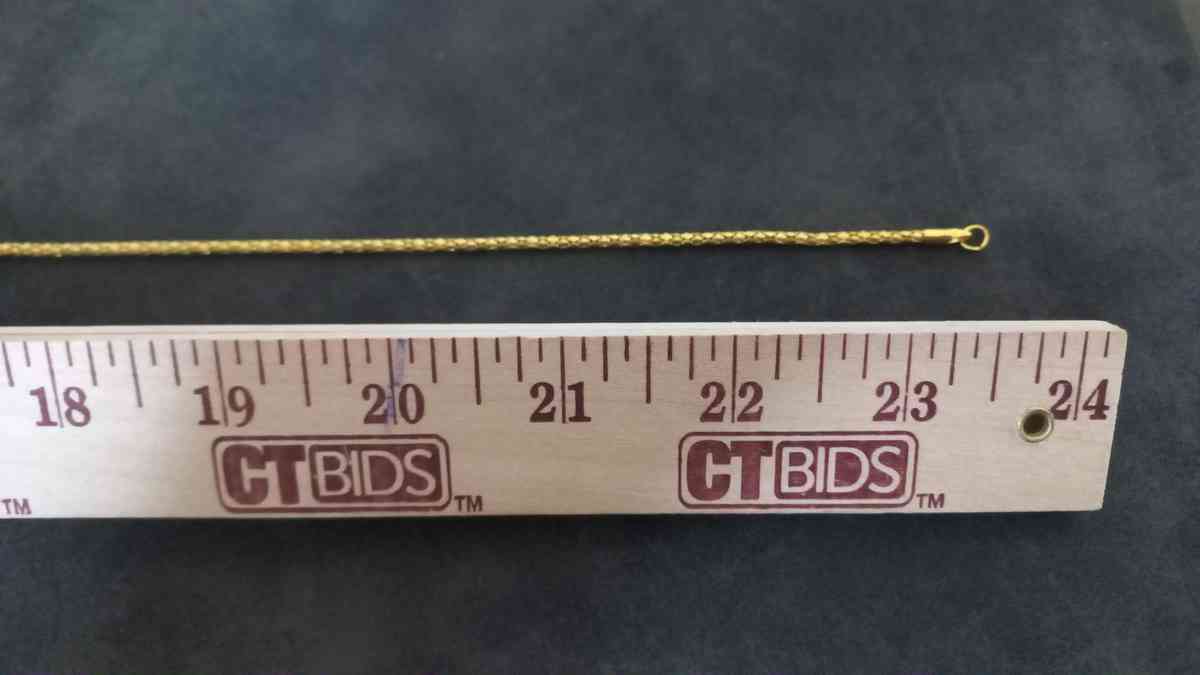 18 19 20 21 22 23 24
CTBIDS TM CTBIDS TM
TM